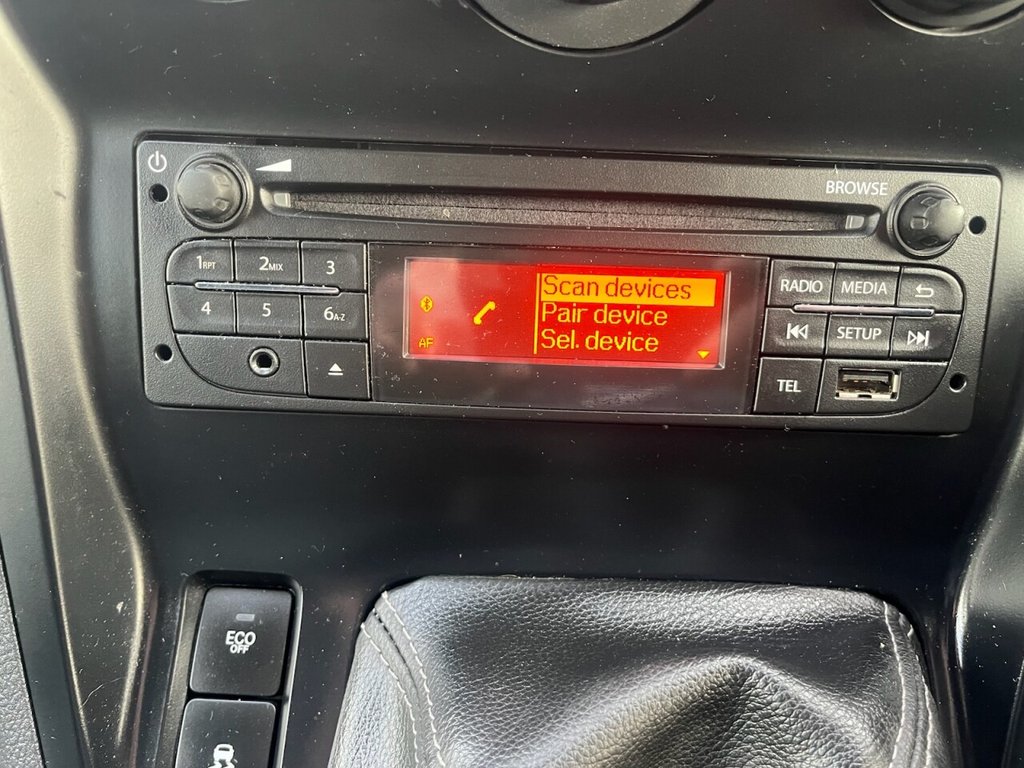 BROWSE
1RPT 2MIX 3
4 5 6A-Z
AF
Scan devices
Pair device
Sel. device
RADIO MEDIA
SETUP
TEL
ECO
OFF